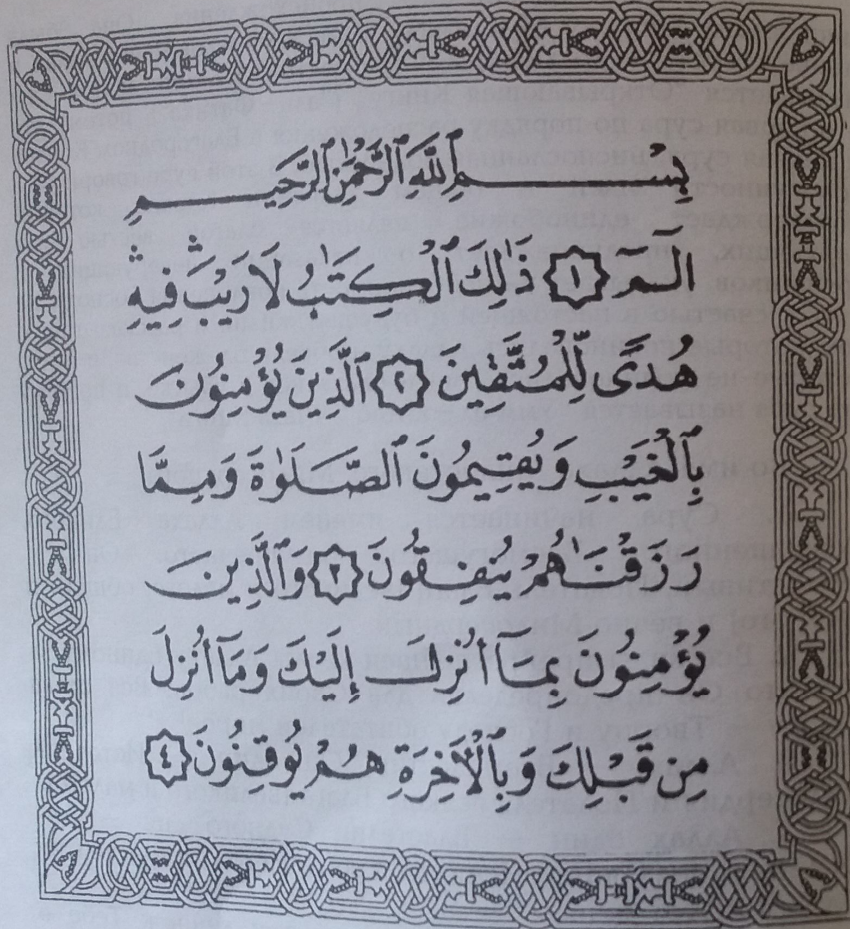 بِسْمِ ٱللَّهِ ٱلرَّحْمَٰنِ ٱلرَّحِيمِ
الٓمٓ ١ ذَٰلِكَ ٱلْكِتَٰبُ لَا رَيْبَ ۛ فِيهِ ۛ
هُدًى لِّلْمُتَّقِينَ ٢ ٱلَّذِينَ يُؤْمِنُونَ
بِٱلْغَيْبِ وَيُقِيمُونَ ٱلصَّلَوٰةَ وَمِمَّا
رَزَقْنَٰهُمْ يُنفِقُونَ ٣ وَٱلَّذِينَ
يُؤْمِنُونَ بِمَآ أُنزِلَ إِلَيْكَ وَمَآ أُنزِلَ
مِن قَبْلِكَ وَبِٱلْأَخِرَةِ هُمْ يُوقِنُونَ ٤